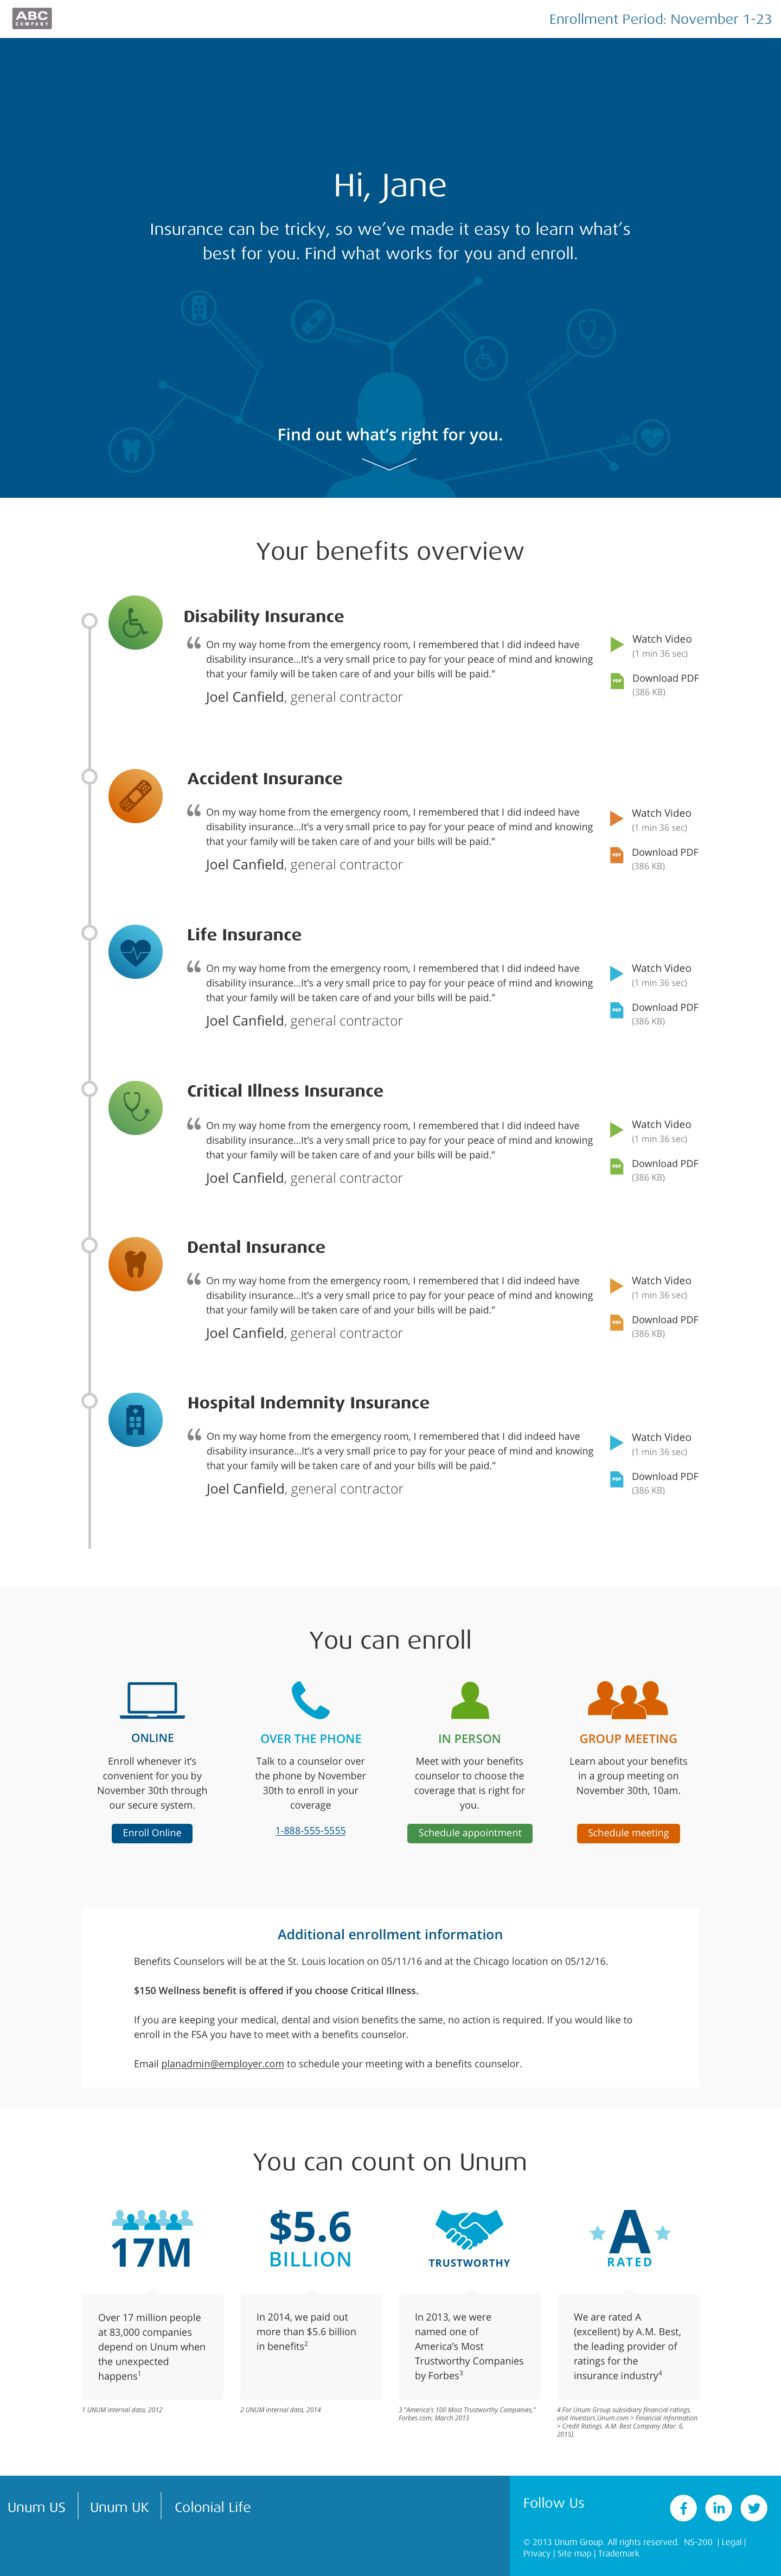 ABC
COMPANY
Enrollment Period: November 1-23
Hi, Jane
Insurance can be tricky, so we’ve made it easy to learn what’s
best for you. Find what works for you and enroll.
Hospital Indemnity
Accident
Disability
Critical Illness
Dental
Life
Find out what’s right for you.
Your benefits overview
Disability Insurance
“ On my way home from the emergency room, I remembered that I did indeed have
disability insurance...It’s a very small price to pay for your peace of mind and knowing
that your family will be taken care of and your bills will be paid.”
Joel Canfield, general contractor
Watch Video
(1 min 36 sec)
PDF Download PDF
(386 KB)
Accident Insurance
“ On my way home from the emergency room, I remembered that I did indeed have
disability insurance...It’s a very small price to pay for your peace of mind and knowing
that your family will be taken care of and your bills will be paid.”
Joel Canfield, general contractor
Watch Video
(1 min 36 sec)
PDF Download PDF
(386 KB)
Life Insurance
“ On my way home from the emergency room, I remembered that I did indeed have
disability insurance...It’s a very small price to pay for your peace of mind and knowing
that your family will be taken care of and your bills will be paid.”
Joel Canfield, general contractor
Watch Video
(1 min 36 sec)
PDF Download PDF
(386 KB)
Critical Illness Insurance
“ On my way home from the emergency room, I remembered that I did indeed have
disability insurance...It’s a very small price to pay for your peace of mind and knowing
that your family will be taken care of and your bills will be paid.”
Joel Canfield, general contractor
Watch Video
(1 min 36 sec)
PDF Download PDF
(386 KB)
Dental Insurance
“ On my way home from the emergency room, I remembered that I did indeed have
disability insurance...It’s a very small price to pay for your peace of mind and knowing
that your family will be taken care of and your bills will be paid.”
Joel Canfield, general contractor
Watch Video
(1 min 36 sec)
PDF Download PDF
(386 KB)
Hospital Indemnity Insurance
“ On my way home from the emergency room, I remembered that I did indeed have
disability insurance...It’s a very small price to pay for your peace of mind and knowing
that your family will be taken care of and your bills will be paid.”
Joel Canfield, general contractor
Watch Video
(1 min 36 sec)
PDF Download PDF
(386 KB)
You can enroll
ONLINE
Enroll whenever it’s
convenient for you by
November 30th through
our secure system.
Enroll Online
OVER THE PHONE
Talk to a counselor over
the phone by November
30th to enroll in your
coverage
1-888-555-5555
IN PERSON
Meet with your benefits
counselor to choose the
coverage that is right for
you.
Schedule appointment
GROUP MEETING
Learn about your benefits
in a group meeting on
November 30th, 10am.
Schedule meeting
Additional enrollment information
Benefits Counselors will be at the St. Louis location on 05/11/16 and at the Chicago location on 05/12/16.
$150 Wellness benefit is offered if you choose Critical Illness.
If you are keeping your medical, dental and vision benefits the same, no action is required. If you would like to
enroll in the FSA you have to meet with a benefits counselor.
Email planadmin@employer.com to schedule your meeting with a benefits counselor.
You can count on Unum
17M
Over 17 million people
at 83,000 companies
depend on Unum when
the unexpected
happens1
1 UNUM internal data, 2012
$5.6
BILLION
In 2014, we paid out
more than $5.6 billion
in benefits2
2 UNUM internal data, 2014
TRUSTWORTHY
In 2013, we were
named one of
America’s Most
Trustworthy Companies
by Forbes3
3 "America's 100 Most Trustworthy Companies,"
Forbes.com, March 2013
A
RATED
We are rated A
(excellent) by A.M. Best,
the leading provider of
ratings for the
insurance industry4
4 For Unum Group subsidiary financial ratings,
visit Investors.Unum.com > Financial Information
> Credit Ratings. A.M. Best Company (Mar. 6,
2015).
Unum US
Unum UK
Colonial Life
Follow Us
f
in
© 2013 Unum Group. All rights reserved. NS-200 | Legal |
Privacy | Site map | Trademark